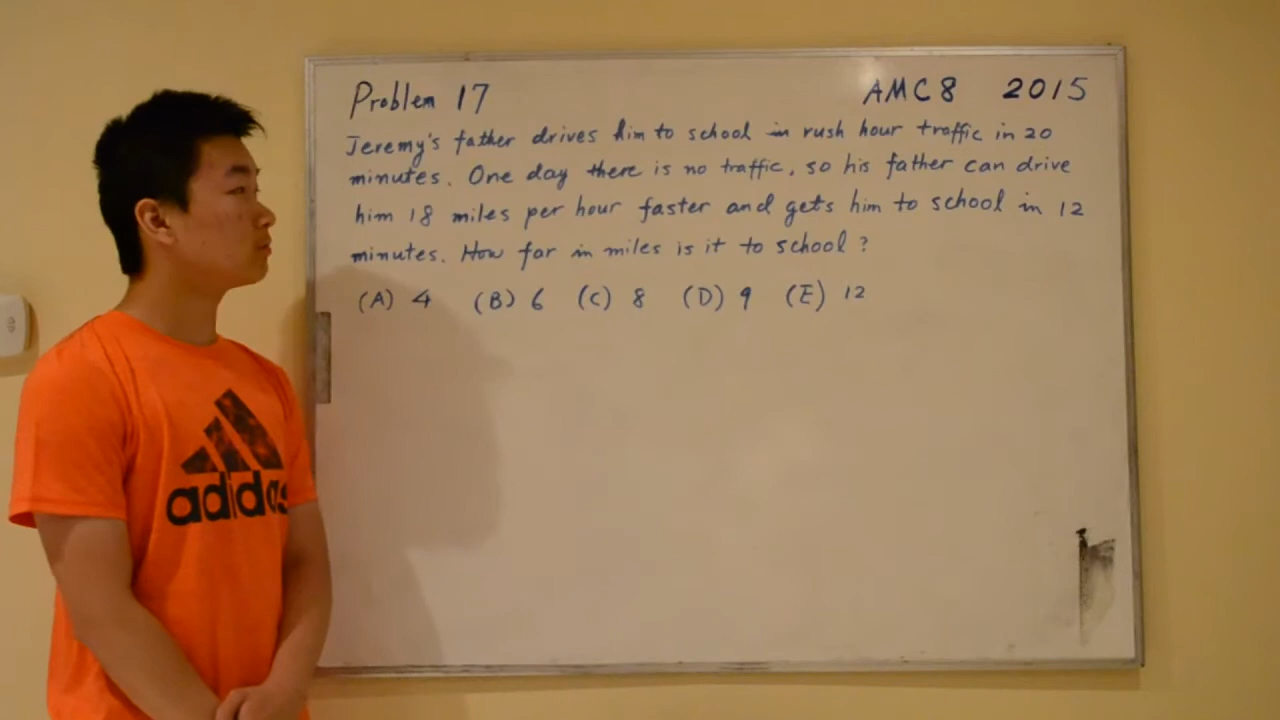 Problem 17 AMC8 2015
Jeremy's father drives him to school in rush hour traffic in 20
minutes. One day there is no traffic, so his father can drive
him 18 miles per hour faster and gets him to school in 12
minutes. How far in miles is it to school?
(A) 4 (B) 6 (C) 8 (D) 9 (E) 12
adidas